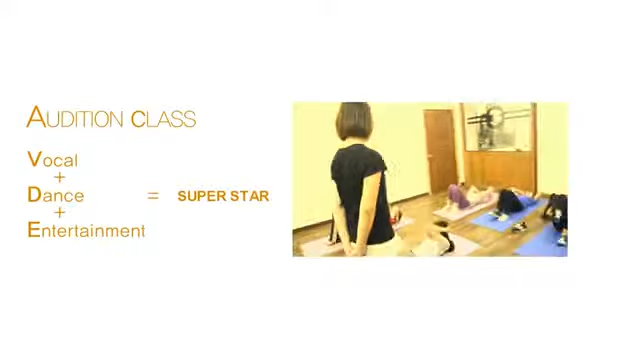 AUDITION CLASS
Vocal
+
Dance = SUPER STAR
+
Entertainment